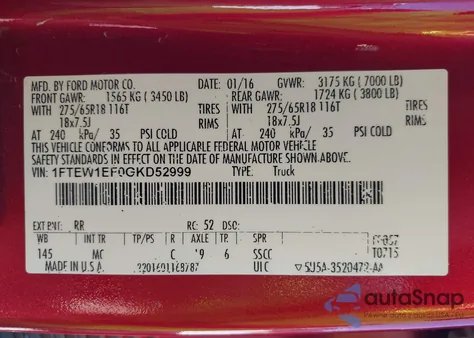 MFD. BY FORD MOTOR CO. DATE: 01/16 GVWR: 3175 KG ( 7000 LB)
FRONT GAWR: 1565 KG ( 3450 LB) REAR GAWR: 1724 KG ( 3800 LB)
WITH 275/65R18 116T TIRES WITH 275/65R18 116T TIRES
18x7.5J RIMS 18x7.5J RIMS
AT 240 kPa/ 35 PSI COLD AT 240 kPa/ 35 PSI COLD
THIS VEHICLE CONFORMS TO ALL APPLICABLE FEDERAL MOTOR VEHICLE
SAFETY STANDARDS IN EFFECT ON THE DATE OF MANUFACTURE SHOWN ABOVE.
VIN: 1FTEW1EF0GKD52999 TYPE: Truck
EXT PNT: RR RC: 52 DSO:
WB INT TR TP/PS R AXLE TR SPR
145 MC C 9 6 SSCC T0715
MADE IN U.S.A. UIC
autoSnap